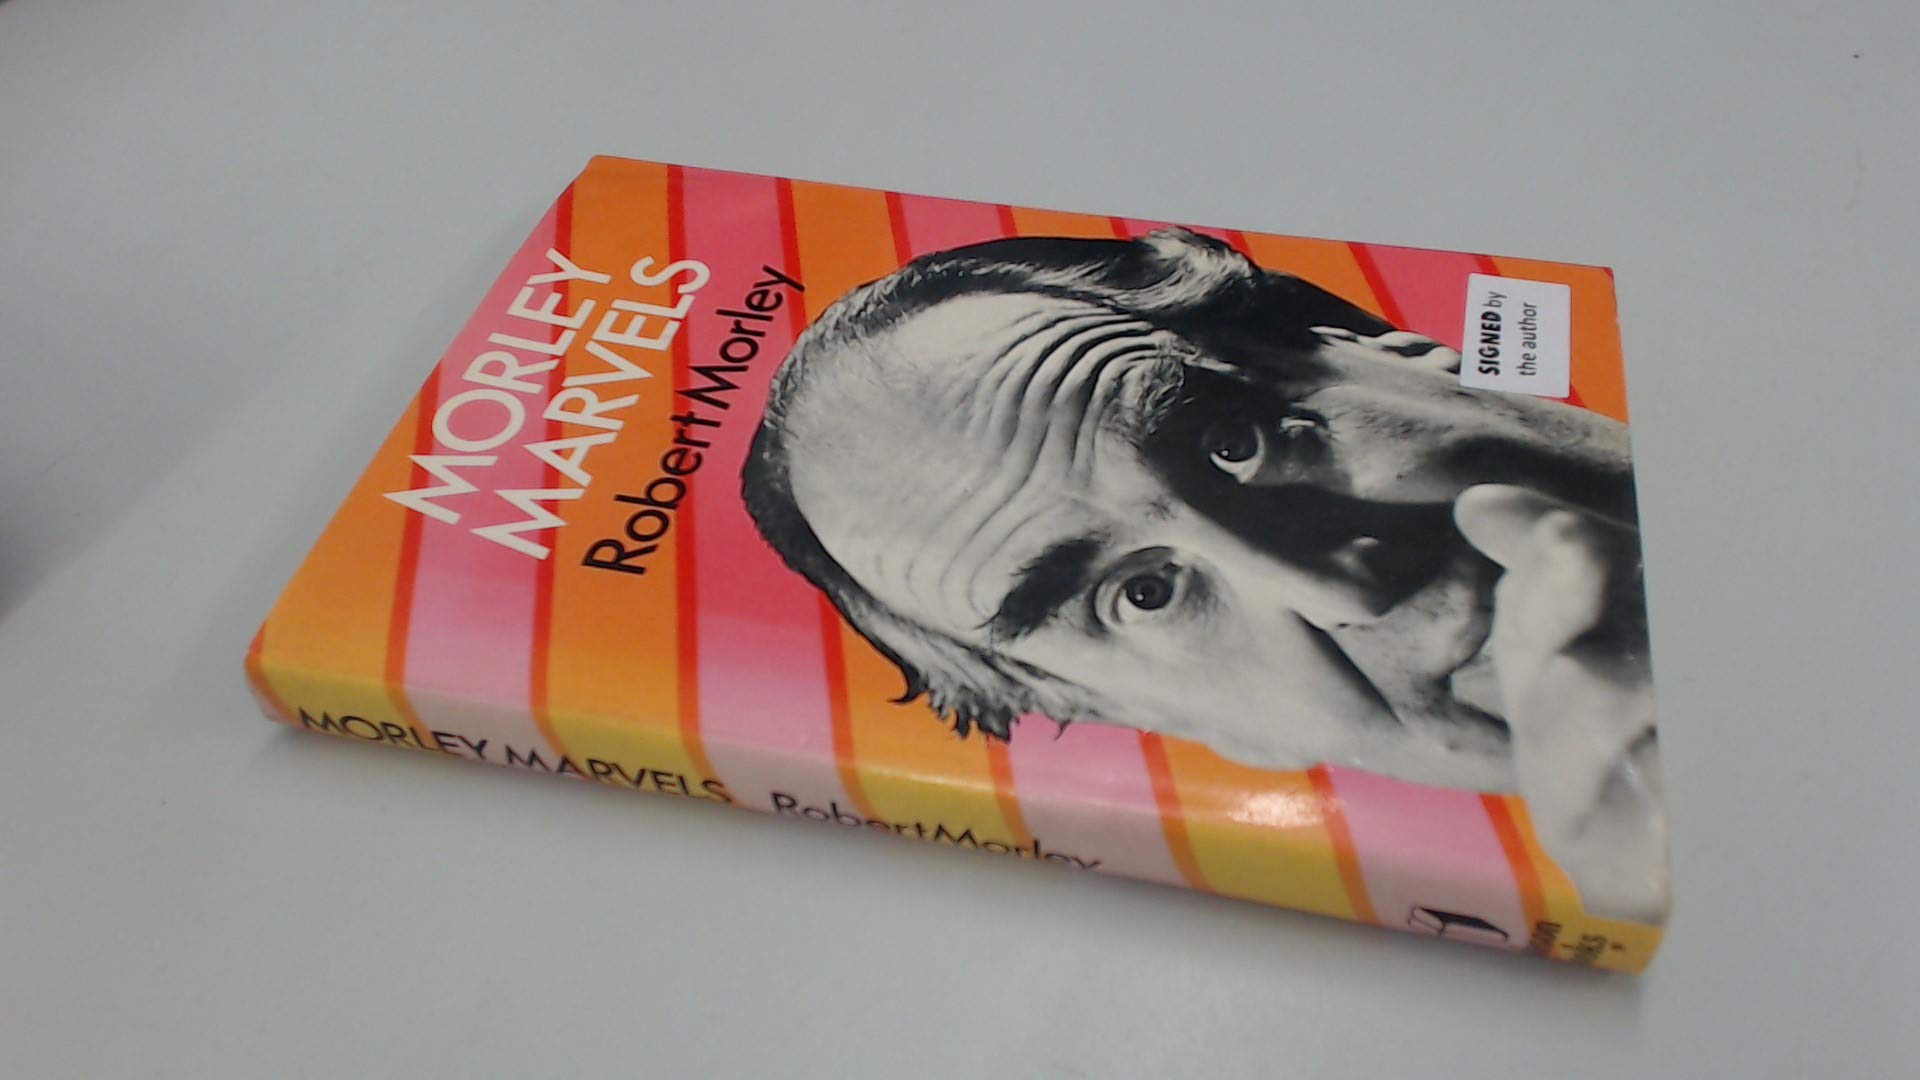 MORLEY
MARVELS
Robert Morley
SIGNED by
the author
MORLEY MARVELS Robert Morley